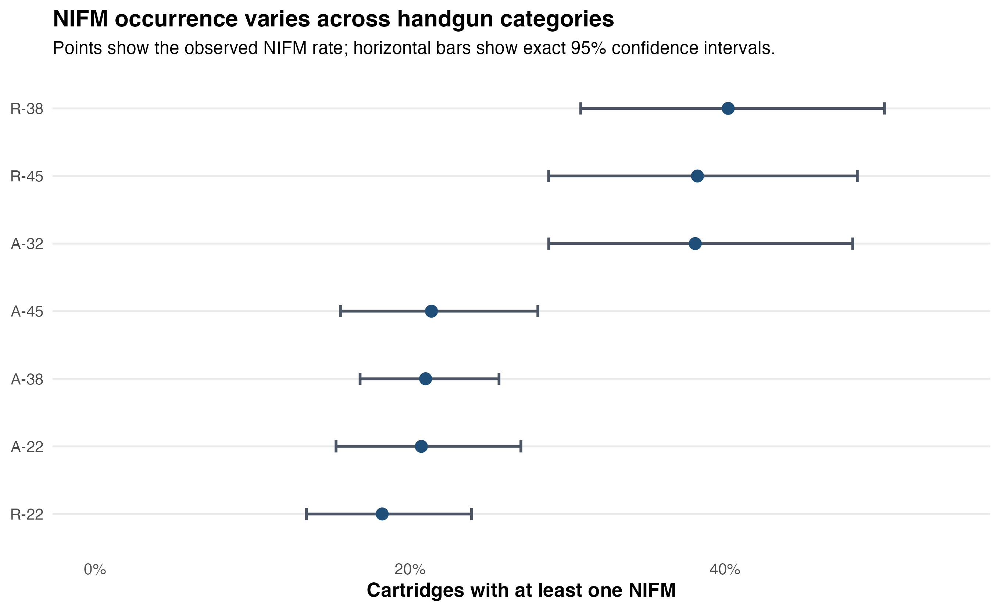 NIFM occurrence varies across handgun categories
Points show the observed NIFM rate; horizontal bars show exact 95% confidence intervals.
R-38
R-45
A-32
A-45
A-38
A-22
R-22
0% 20% 40%
Cartridges with at least one NIFM